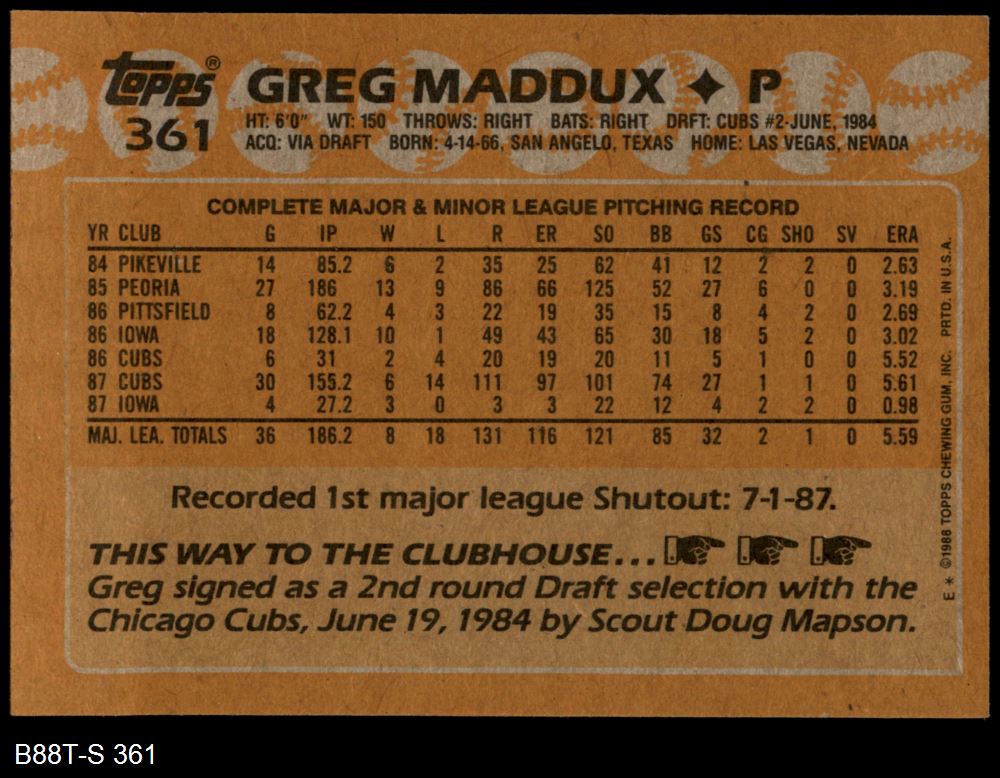 Topps® GREG MADDUX ✦ P
361 HT: 6'0" WT: 150 THROWS: RIGHT BATS: RIGHT DRFT: CUBS #2-JUNE, 1984
ACQ: VIA DRAFT BORN: 4-14-66, SAN ANGELO, TEXAS HOME: LAS VEGAS, NEVADA
COMPLETE MAJOR & MINOR LEAGUE PITCHING RECORD
YR CLUB G IP W L R ER SO BB GS CG SHO SV ERA
84 PIKEVILLE 14 85.2 6 2 35 25 62 41 12 2 2 0 2.63
85 PEORIA 27 186 13 9 86 66 125 52 27 6 0 0 3.19
86 PITTSFIELD 8 62.2 4 3 22 19 35 15 8 4 2 0 2.69
86 IOWA 18 128.1 10 1 49 43 65 30 18 5 2 0 3.02
86 CUBS 6 31 2 4 20 19 20 11 5 1 0 0 5.52
87 CUBS 30 155.2 6 14 111 97 101 74 27 1 1 0 5.61
87 IOWA 4 27.2 3 0 3 3 22 12 4 2 2 0 0.98
MAJ. LEA. TOTALS 36 186.2 8 18 131 116 121 85 32 2 1 0 5.59
Recorded 1st major league Shutout: 7-1-87.
THIS WAY TO THE CLUBHOUSE...
Greg signed as a 2nd round Draft selection with the
Chicago Cubs, June 19, 1984 by Scout Doug Mapson.
E * ©1988 TOPPS CHEWING GUM, INC. PRTD. IN U.S.A.
B88T-S 361